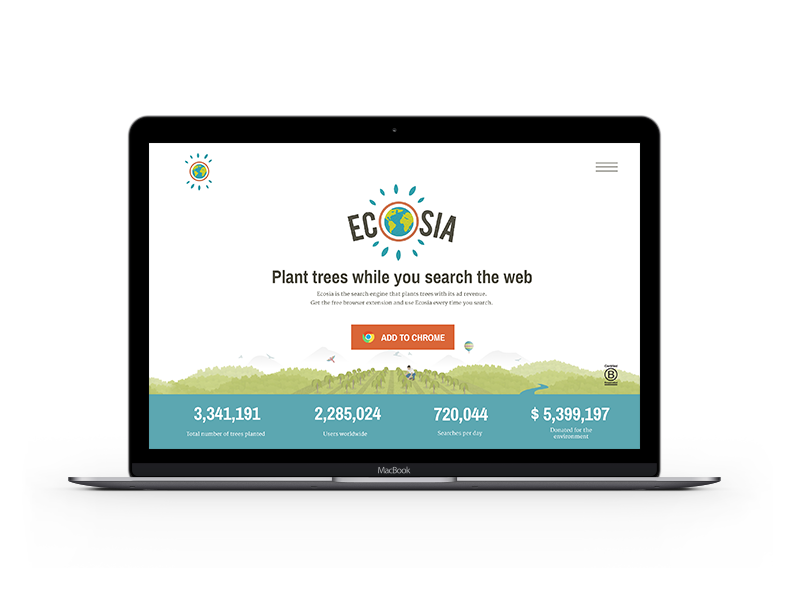 ECOSIA
Plant trees while you search the web
Ecosia is the search engine that plants trees with its ad revenue.
Get the free browser extension and use Ecosia every time you search.
ADD TO CHROME
Certified
B
3,341,191
2,285,024
720,044
$ 5,399,197
Total number of trees planted
Users worldwide
Searches per day
Donated for the
environment
MacBook